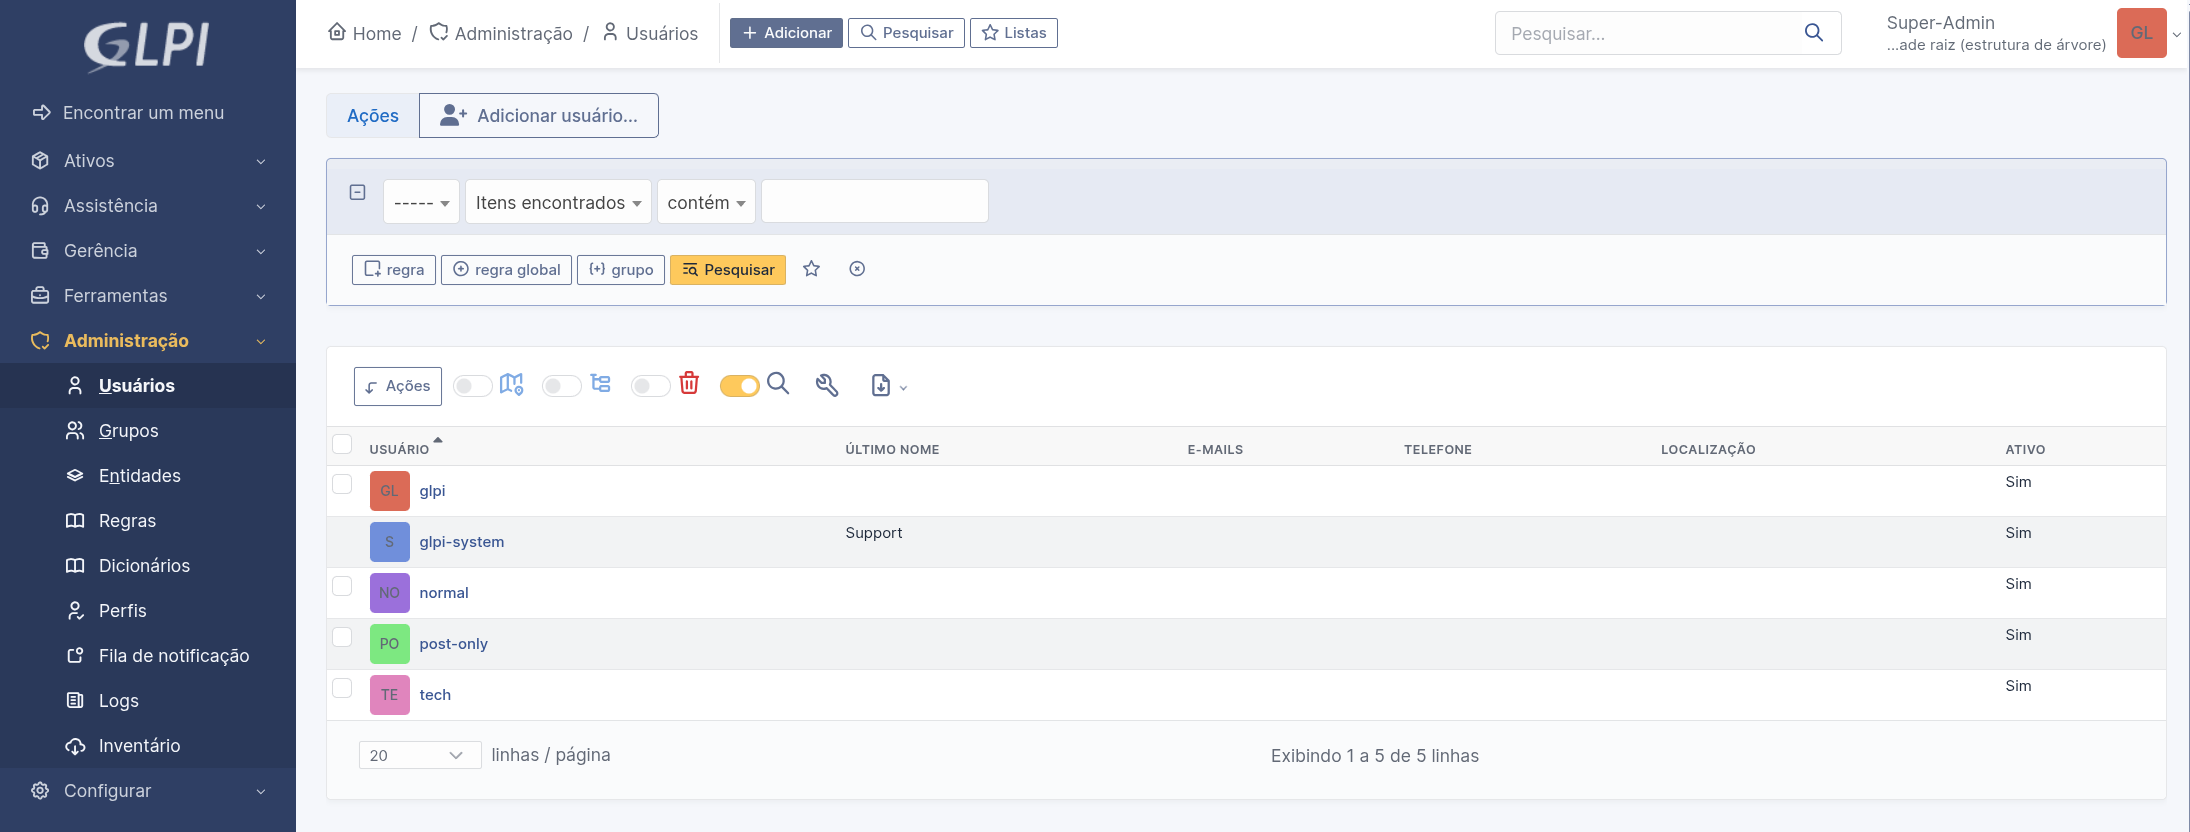 GLPI
Encontrar um menu
Ativos
Assistência
Gerência
Ferramentas
Administração
Usuários
Grupos
Entidades
Regras
Dicionários
Perfis
Fila de notificação
Logs
Inventário
Configurar
Home / Administração / Usuários
Adicionar
Pesquisar
Listas
Pesquisar...
Super-Admin
...ade raiz (estrutura de árvore)
GL
Ações
Adicionar usuário...
----- Itens encontrados contém
regra
regra global
grupo
Pesquisar
Ações
USUÁRIO ÚLTIMO NOME E-MAILS TELEFONE LOCALIZAÇÃO ATIVO
GL glpi Sim
S glpi-system Support Sim
NO normal Sim
PO post-only Sim
TE tech Sim
20 linhas / página
Exibindo 1 a 5 de 5 linhas